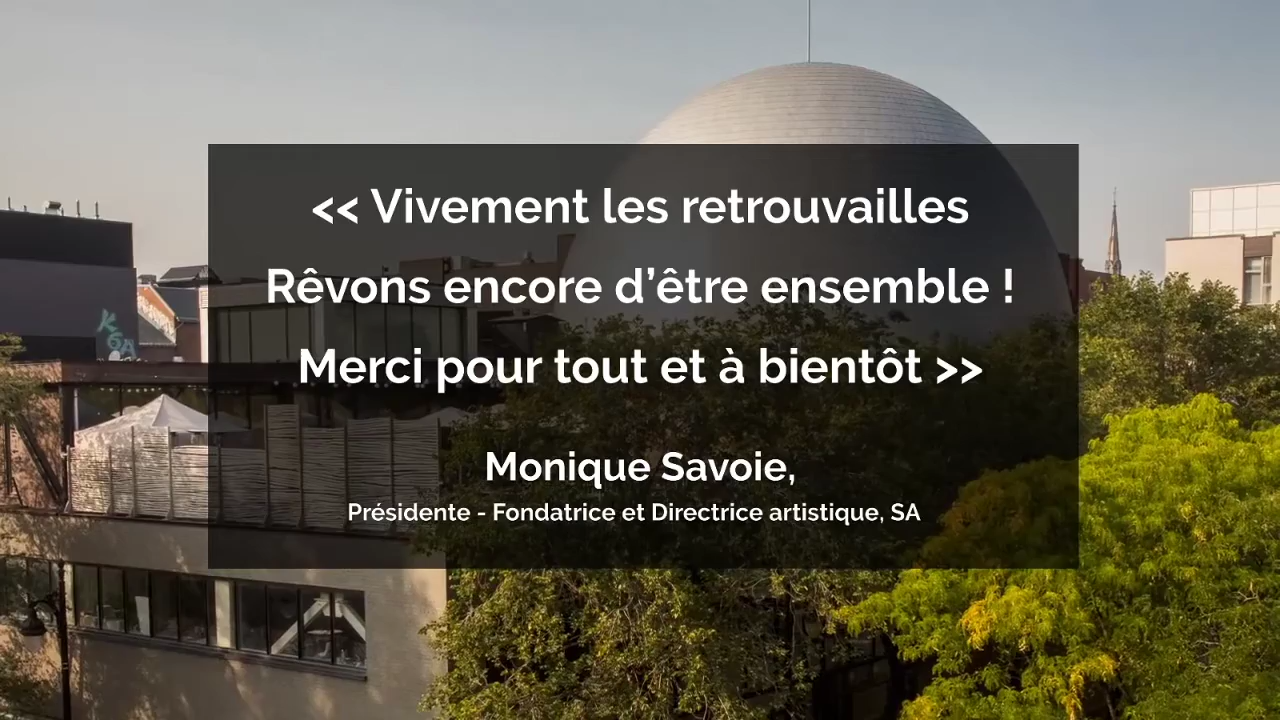 << Vivement les retrouvailles
Rêvons encore d’être ensemble !
Merci pour tout et à bientôt >>
Monique Savoie,
Présidente - Fondatrice et Directrice artistique, SA